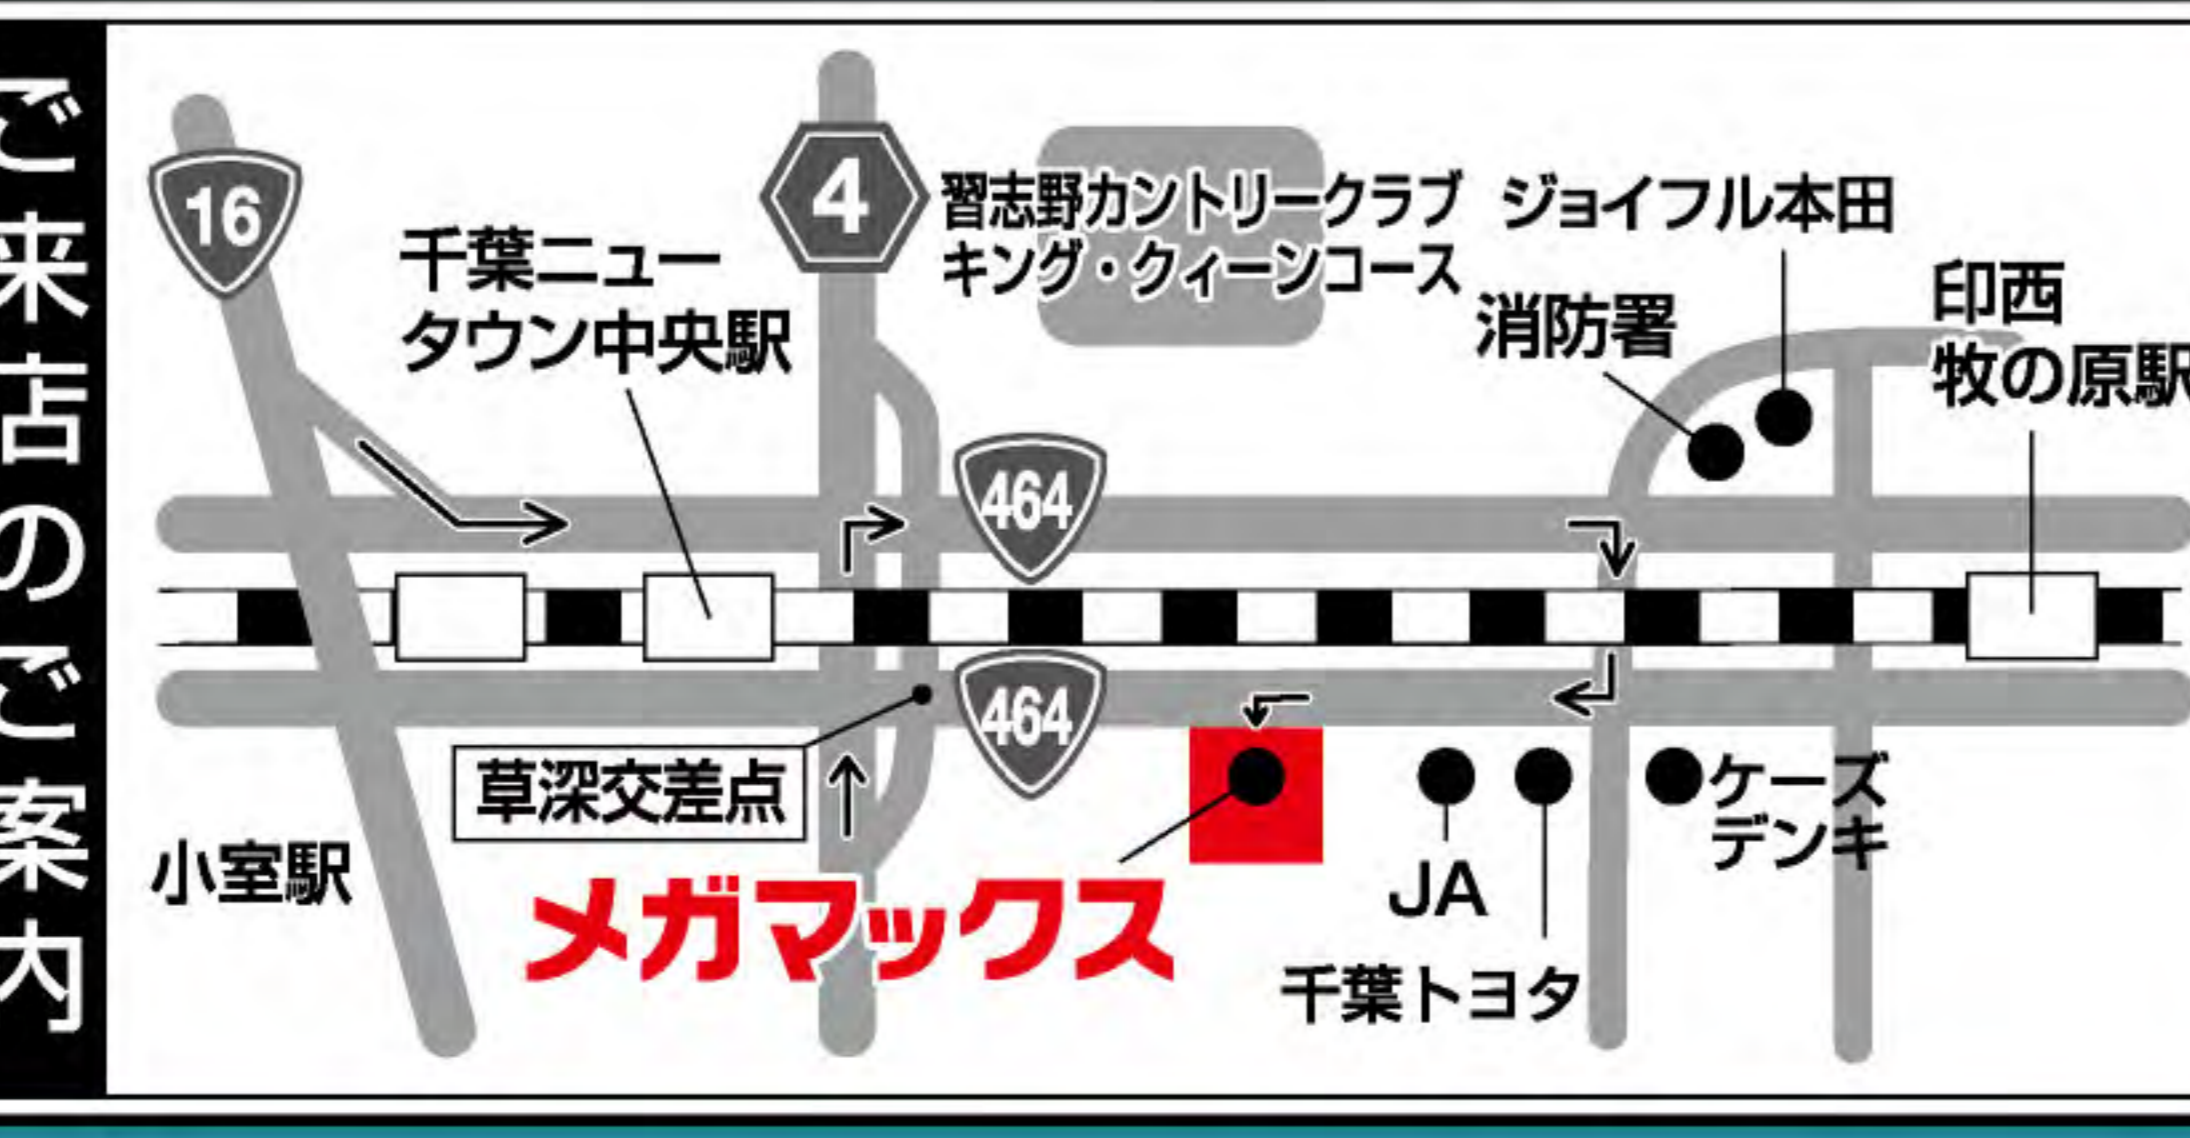 ご来店のご案内
16
4
習志野カントリークラブ
キング・クィーンコース
ジョイフル本田
千葉ニュー
タウン中央駅
消防署
印西
牧の原駅
464
464
草深交差点
ケーズ
デンキ
小室駅
JA
メガマックス
千葉トヨタ